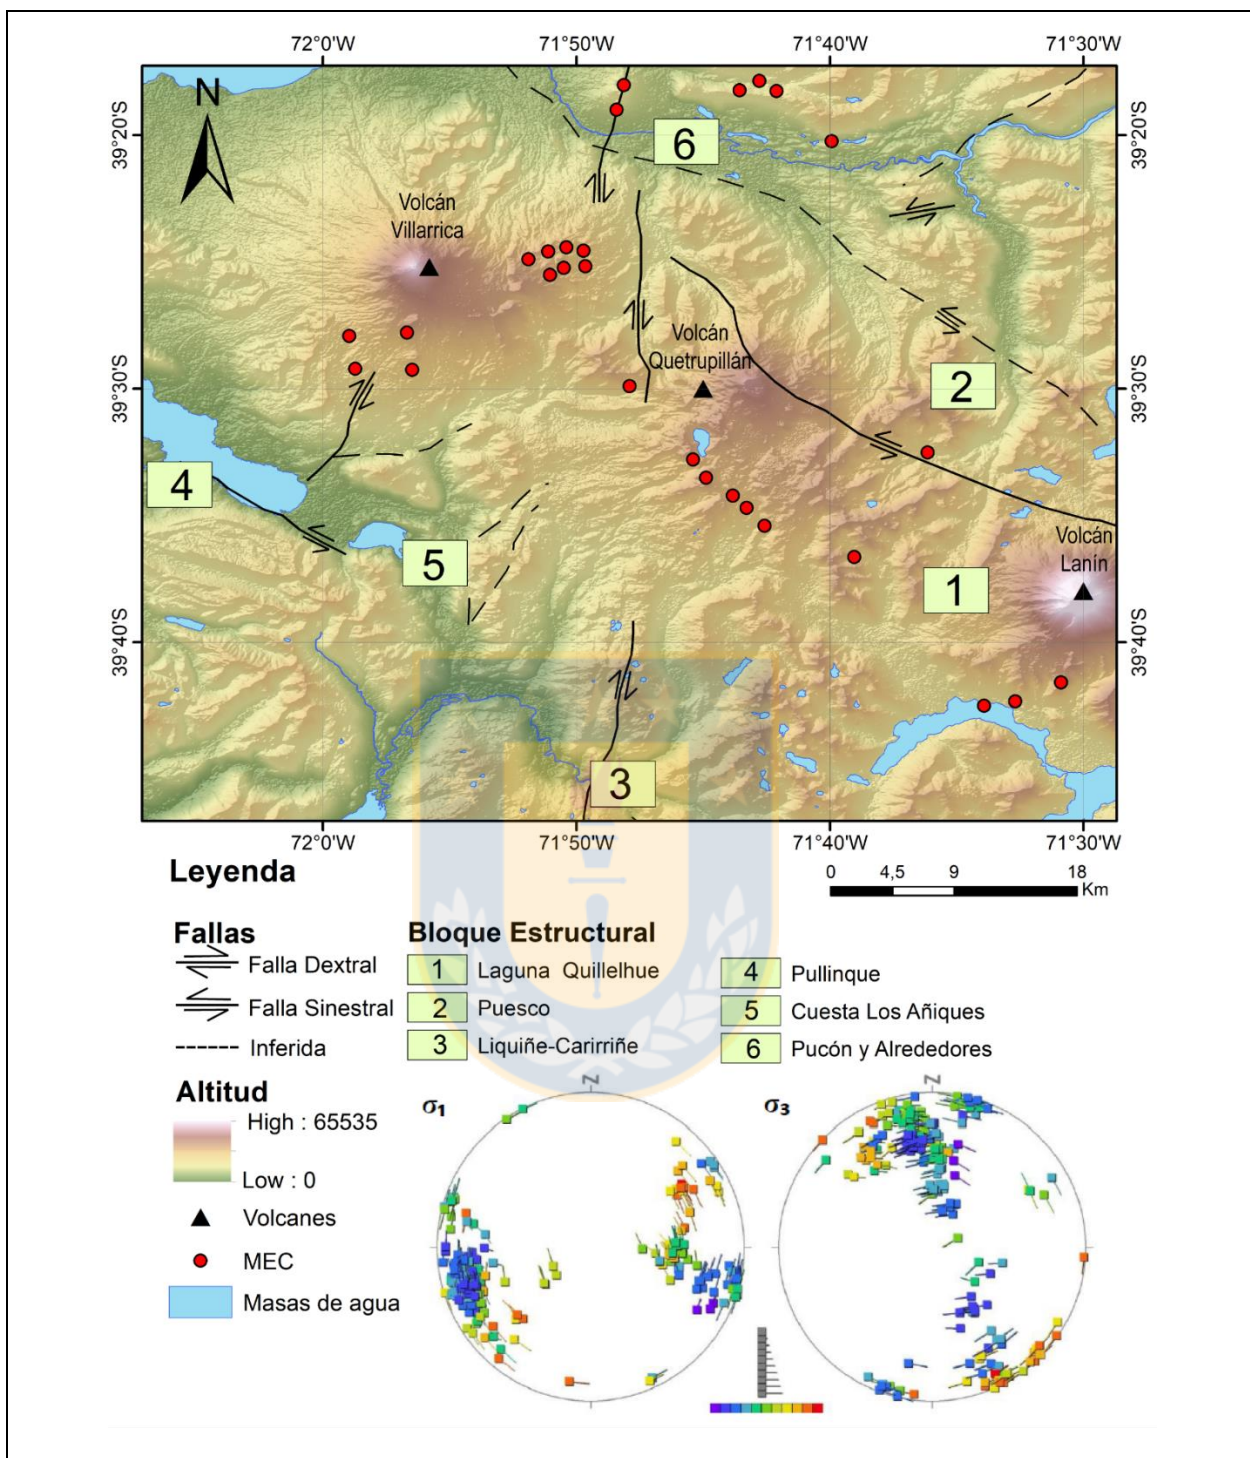 72°0'W 71°50'W 71°40'W 71°30'W
N
39°20'S 39°20'S
6
Volcán
Villarrica
Volcán
Quetrupillán
2
39°30'S 39°30'S
4
5
Volcán
Lanín
1
39°40'S 39°40'S
3
72°0'W 71°50'W 71°40'W 71°30'W
Leyenda
0 4,5 9 18
Km
Fallas
Falla Dextral
Falla Sinestral
Inferida
Bloque Estructural
1 Laguna Quillelhue
2 Puesco
3 Liquiñe-Carirriñe
4 Pullinque
5 Cuesta Los Añiques
6 Pucón y Alrededores
Altitud
High : 65535
Low : 0
Volcanes
MEC
Masas de agua
σ1
N
σ3
N